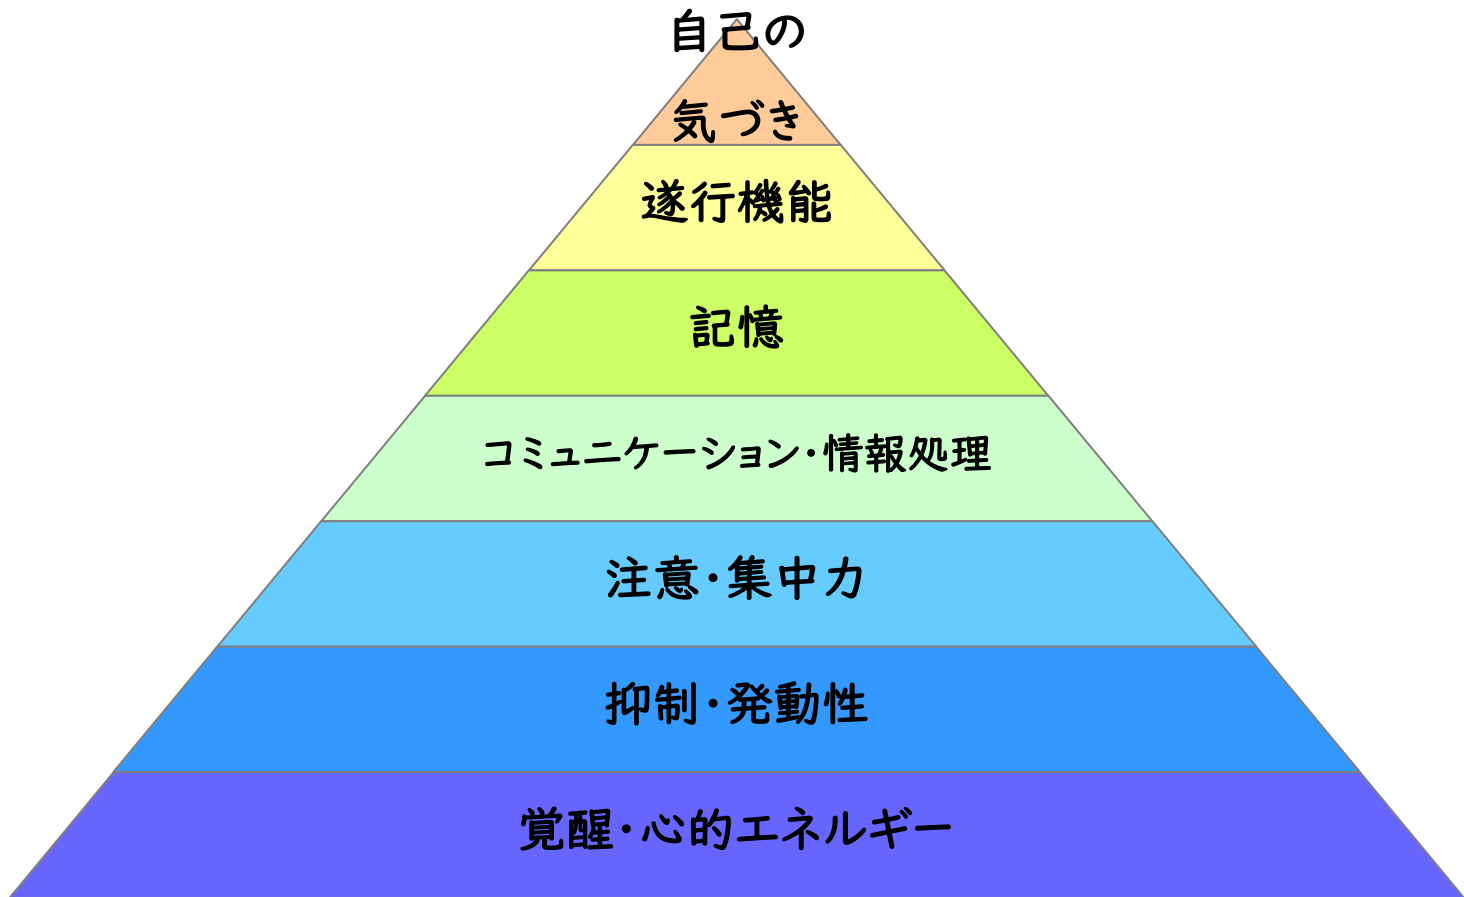 自己の
気づき
遂行機能
記憶
コミュニケーション・情報処理
注意・集中力
抑制・発動性
覚醒・心的エネルギー